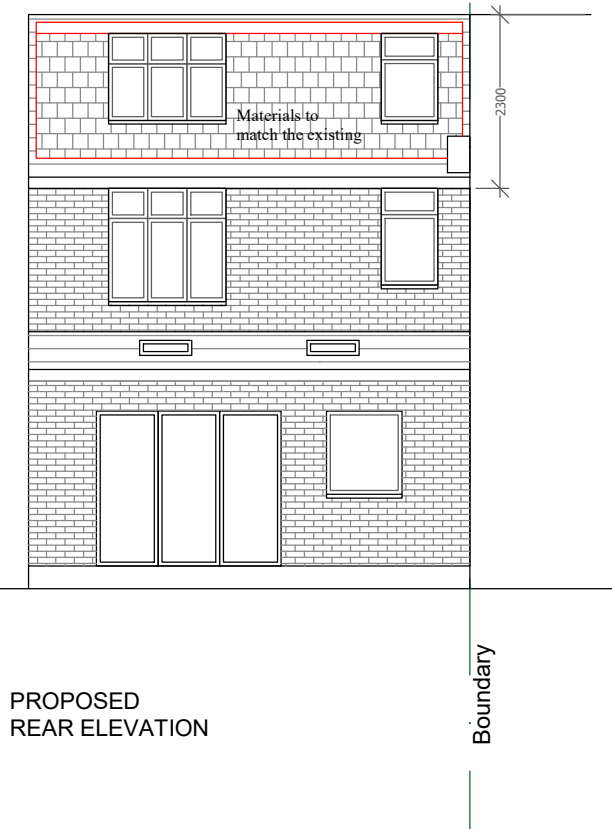 Materials to
match the existing
2300
PROPOSED
REAR ELEVATION
Boundary